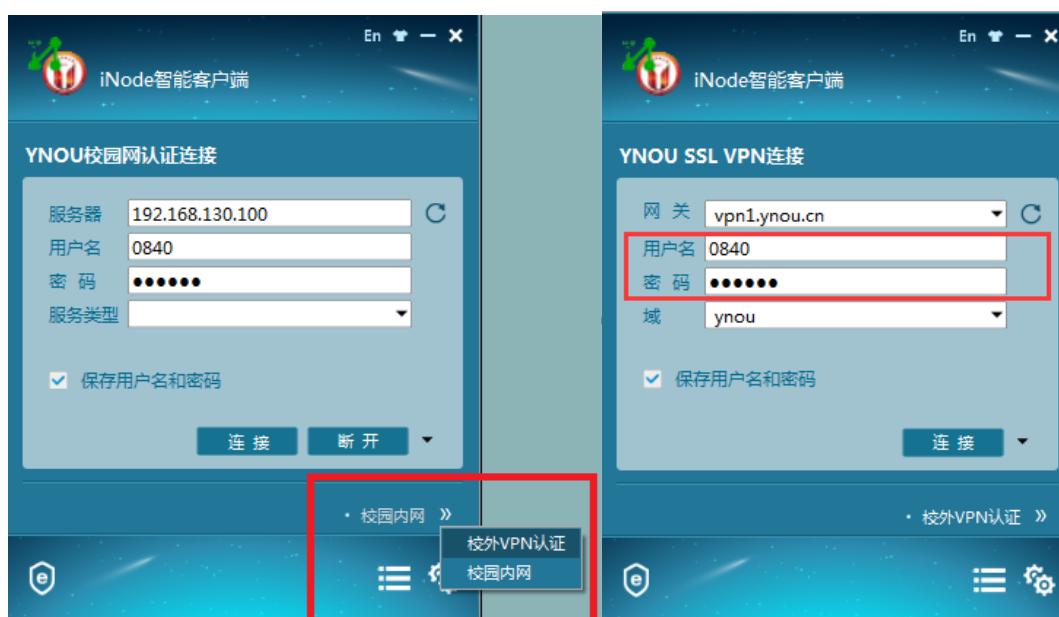 En
iNode智能客户端
YNOU校园网认证连接
服务器 192.168.130.100
用户名 0840
密 码 ●●●●●●
服务类型
保存用户名和密码
连 接 断 开
· 校园内网 »
校外VPN认证
校园内网
En
iNode智能客户端
YNOU SSL VPN连接
网 关 vpn1.ynou.cn
用户名 0840
密 码 ●●●●●●
域 ynou
保存用户名和密码
连 接
· 校外VPN认证 »